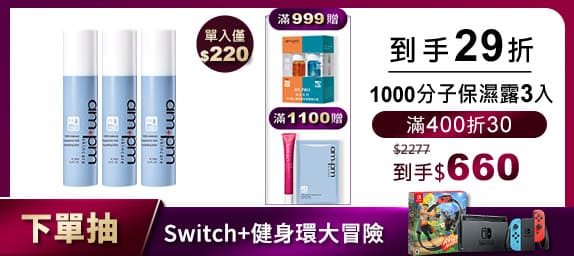 單入僅
$220
am+pm
am+pm
am+pm
滿999贈
滿1100贈
am+pm
到手29折
1000分子保濕露3入
滿400折30
$2277
到手$660
下單抽
Switch+健身環大冒險